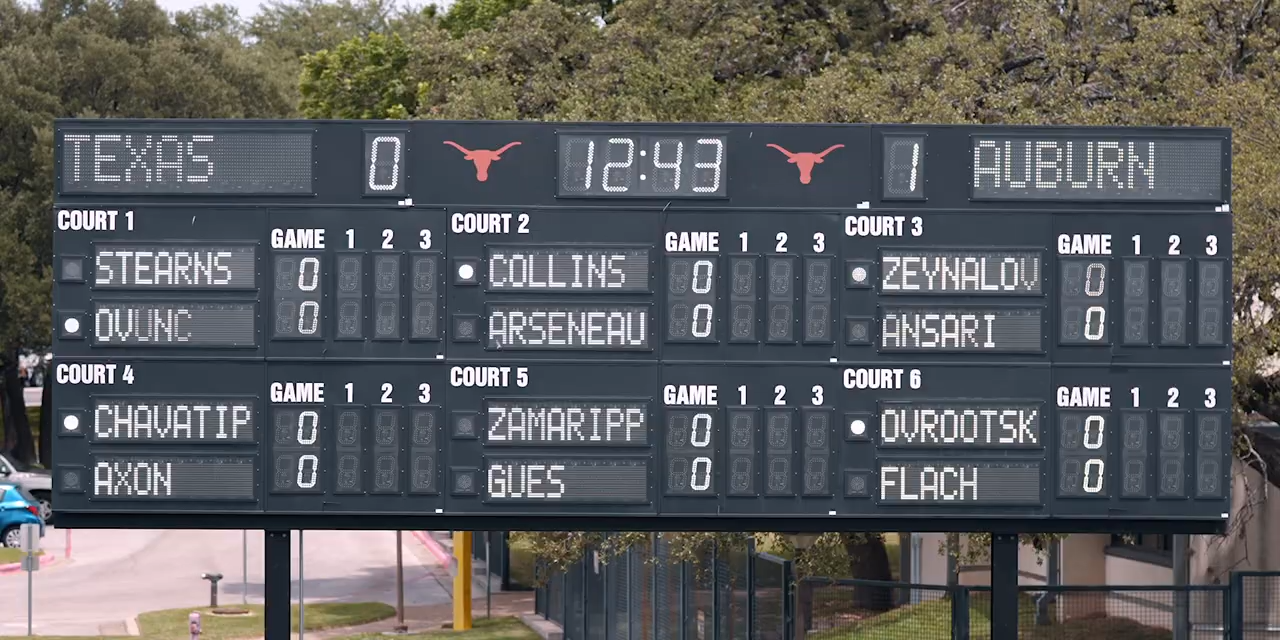 TEXAS 0 12:43 1 AUBURN
COURT 1 GAME 1 2 3
STEARNS 0
OVUNC 0
COURT 2 GAME 1 2 3
COLLINS 0
ARSENEAU 0
COURT 3 GAME 1 2 3
ZEYNALOV 0
ANSARI 0
COURT 4 GAME 1 2 3
CHAVATIP 0
AXON 0
COURT 5 GAME 1 2 3
ZAMARIPP 0
GUES 0
COURT 6 GAME 1 2 3
OVROOTSK 0
FLACH 0